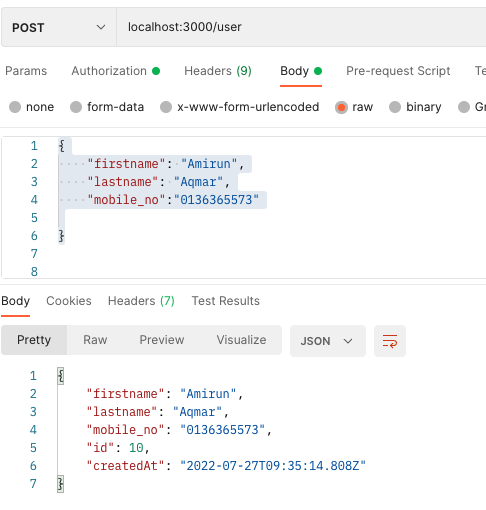 POST localhost:3000/user
Params Authorization Headers (9) Body Pre-request Script Te
none form-data x-www-form-urlencoded raw binary Gr
1 {
2 "firstname": "Amirun",
3 "lastname": "Aqmar",
4 "mobile_no":"0136365573"
5
6 }
7
8
Body Cookies Headers (7) Test Results
Pretty Raw Preview Visualize JSON
1 {
2 "firstname": "Amirun",
3 "lastname": "Aqmar",
4 "mobile_no": "0136365573",
5 "id": 10,
6 "createdAt": "2022-07-27T09:35:14.808Z"
7 }